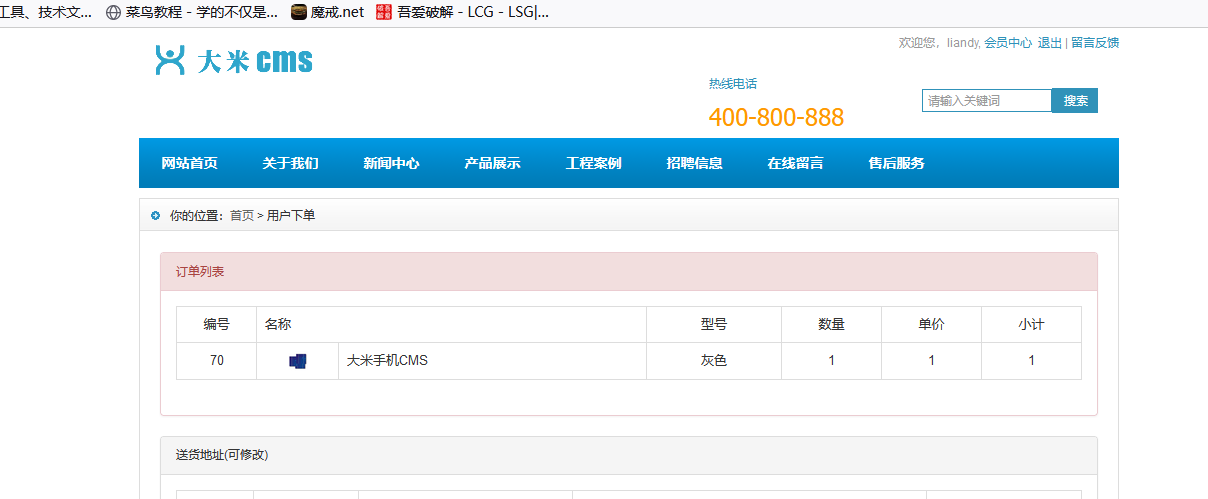 工具、技术文... 菜鸟教程 - 学的不仅是... 魔戒.net 吾爱破解 - LCG - LSG|...
欢迎您，liandy, 会员中心 退出 | 留言反馈
大米cms
热线电话
请输入关键词 搜索
400-800-888
网站首页 关于我们 新闻中心 产品展示 工程案例 招聘信息 在线留言 售后服务
你的位置：首页 > 用户下单
订单列表
编号 名称 型号 数量 单价 小计
70 大米手机CMS 灰色 1 1 1
送货地址(可修改)